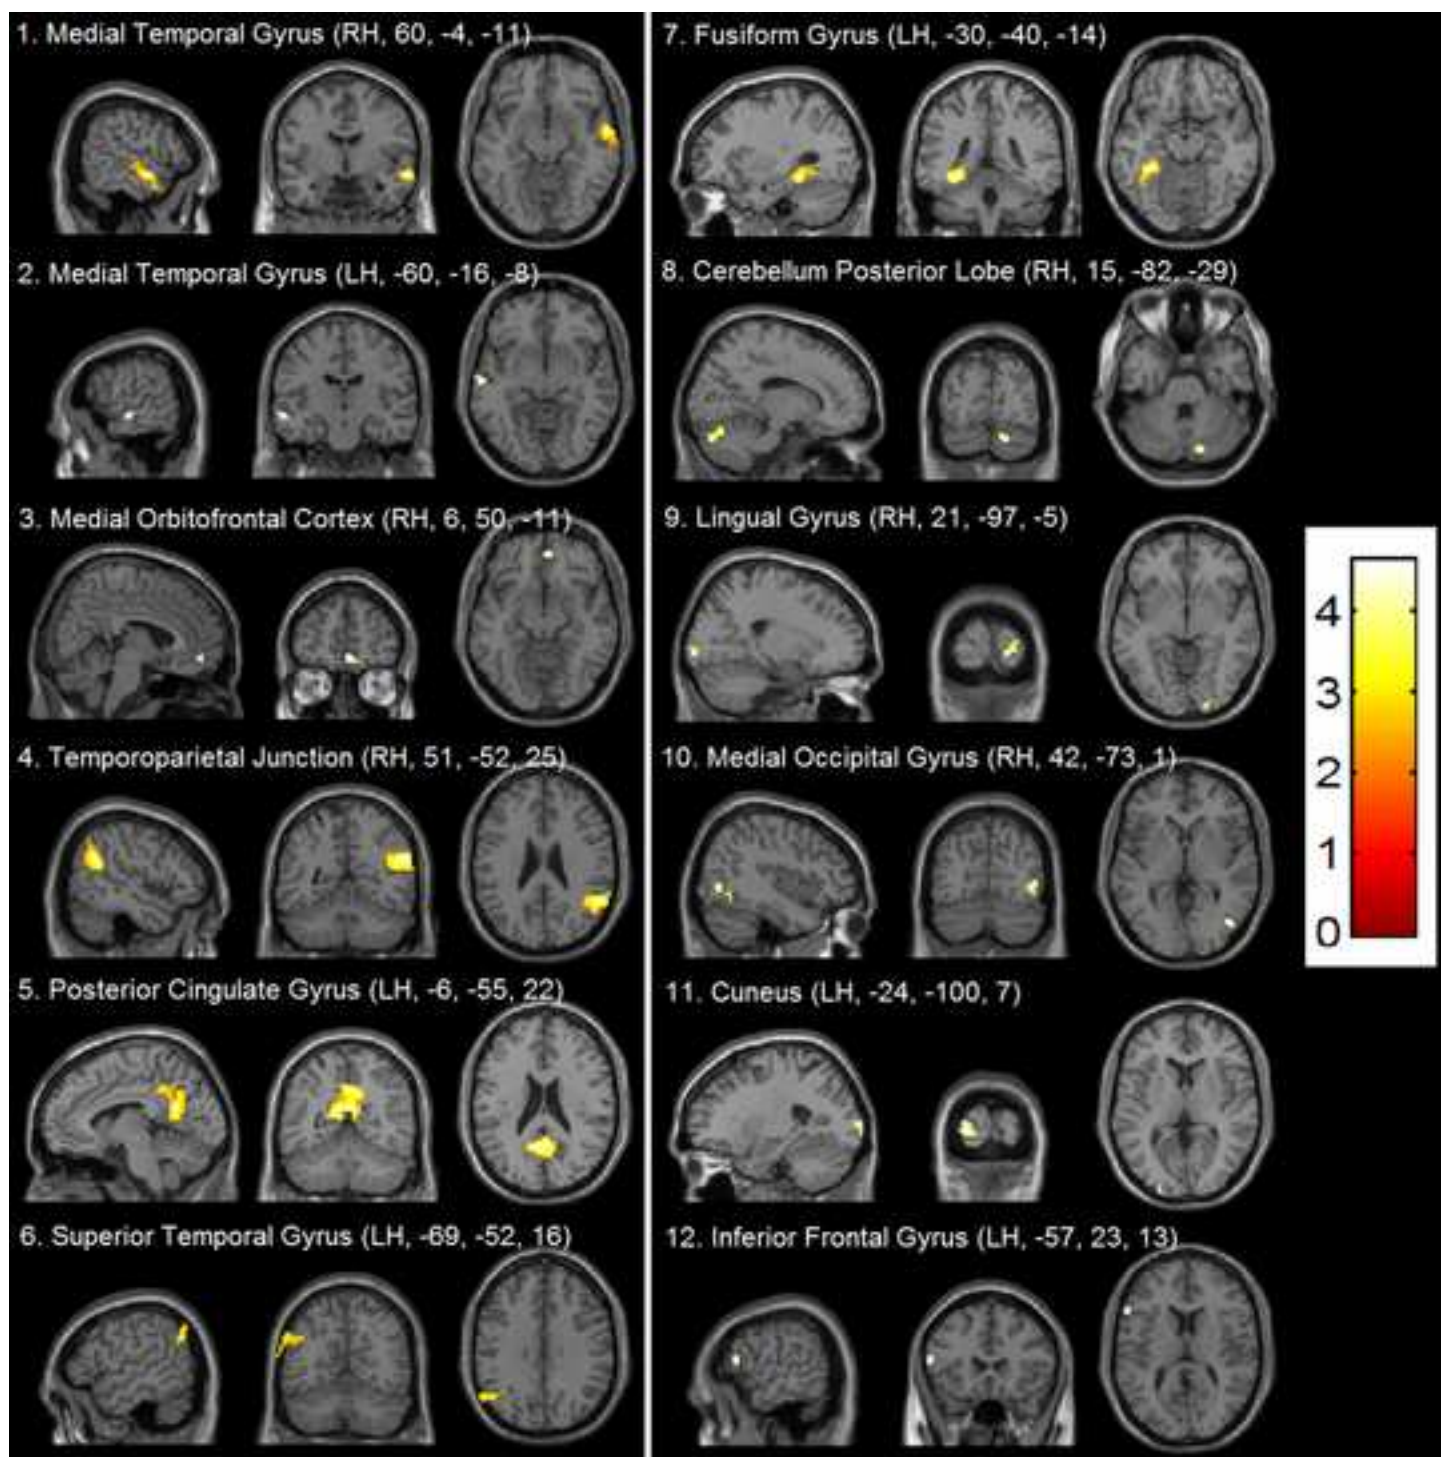 1. Medial Temporal Gyrus (RH, 60, -4, -11)
2. Medial Temporal Gyrus (LH, -60, -16, -8)
3. Medial Orbitofrontal Cortex (RH, 6, 50, -11)
4. Temporoparietal Junction (RH, 51, -52, 25)
5. Posterior Cingulate Gyrus (LH, -6, -55, 22)
6. Superior Temporal Gyrus (LH, -69, -52, 16)
7. Fusiform Gyrus (LH, -30, -40, -14)
8. Cerebellum Posterior Lobe (RH, 15, -82, -29)
9. Lingual Gyrus (RH, 21, -97, -5)
10. Medial Occipital Gyrus (RH, 42, -73, 1)
11. Cuneus (LH, -24, -100, 7)
12. Inferior Frontal Gyrus (LH, -57, 23, 13)
4
3
2
1
0